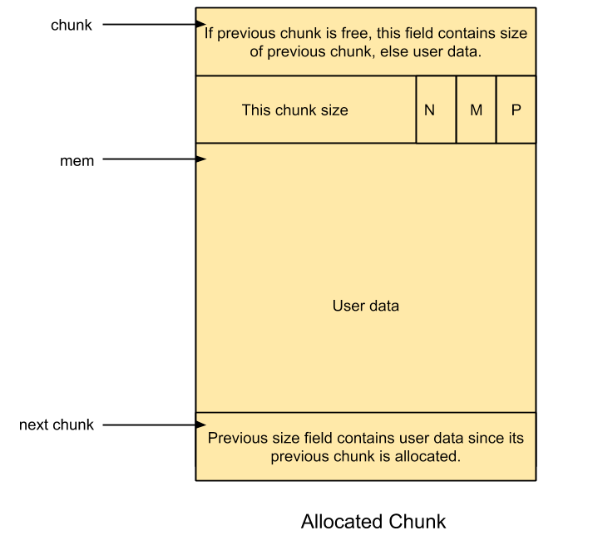 chunk
If previous chunk is free, this field contains size
of previous chunk, else user data.
This chunk size
N
M
P
mem
User data
next chunk
Previous size field contains user data since its
previous chunk is allocated.
Allocated Chunk